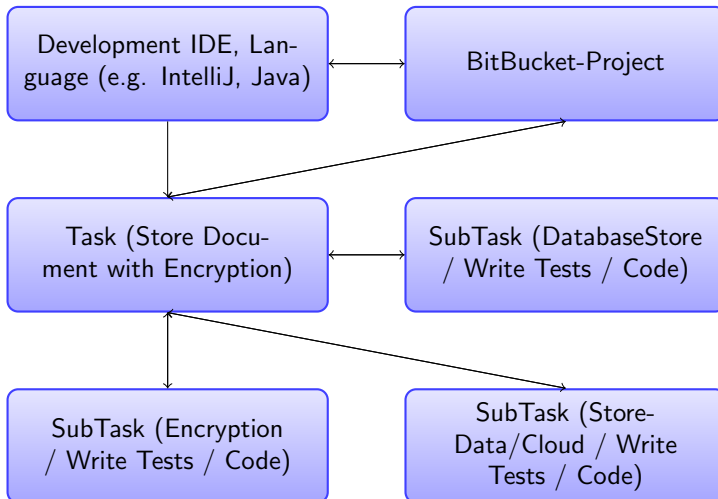 Development IDE, Lan-
guage (e.g. IntelliJ, Java)
BitBucket-Project
Task (Store Docu-
ment with Encryption)
SubTask (DatabaseStore
/ Write Tests / Code)
SubTask (Encryption
/ Write Tests / Code)
SubTask (Store-
Data/Cloud / Write
Tests / Code)